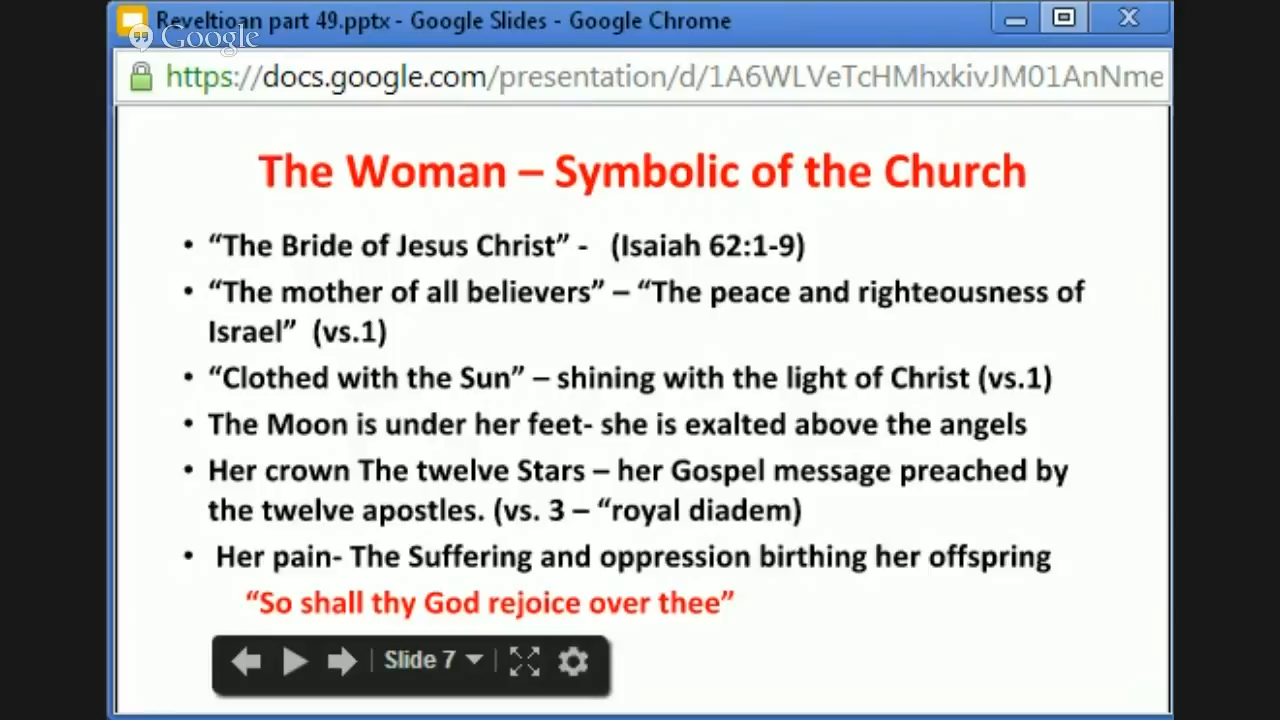 Reveltioan part 49.pptx - Google Slides - Google Chrome
Google
https://docs.google.com/presentation/d/1A6WLVeTcHMhxkivJM01AnNme
The Woman – Symbolic of the Church
• “The Bride of Jesus Christ” - (Isaiah 62:1-9)
• “The mother of all believers” – “The peace and righteousness of
Israel” (vs.1)
• “Clothed with the Sun” – shining with the light of Christ (vs.1)
• The Moon is under her feet- she is exalted above the angels
• Her crown The twelve Stars – her Gospel message preached by
the twelve apostles. (vs. 3 – “royal diadem)
• Her pain- The Suffering and oppression birthing her offspring
“So shall thy God rejoice over thee”
Slide 7